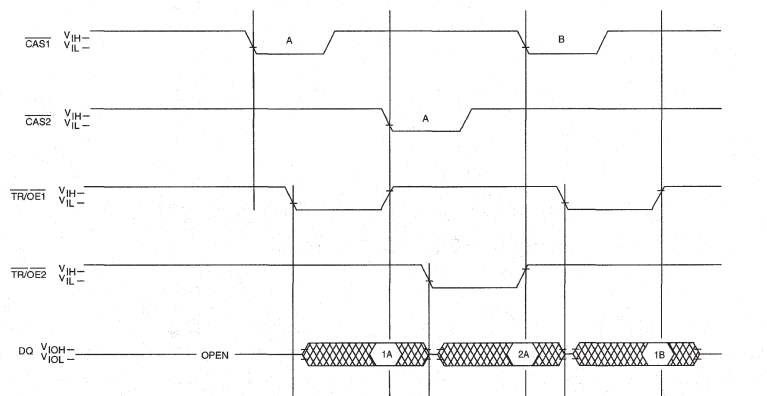 CAS1 VIH
VIL
A
B
CAS2 VIH
VIL
A
TR/OE1 VIH
VIL
TR/OE2 VIH
VIL
DQ VIOH
VIOL
OPEN
1A
2A
1B